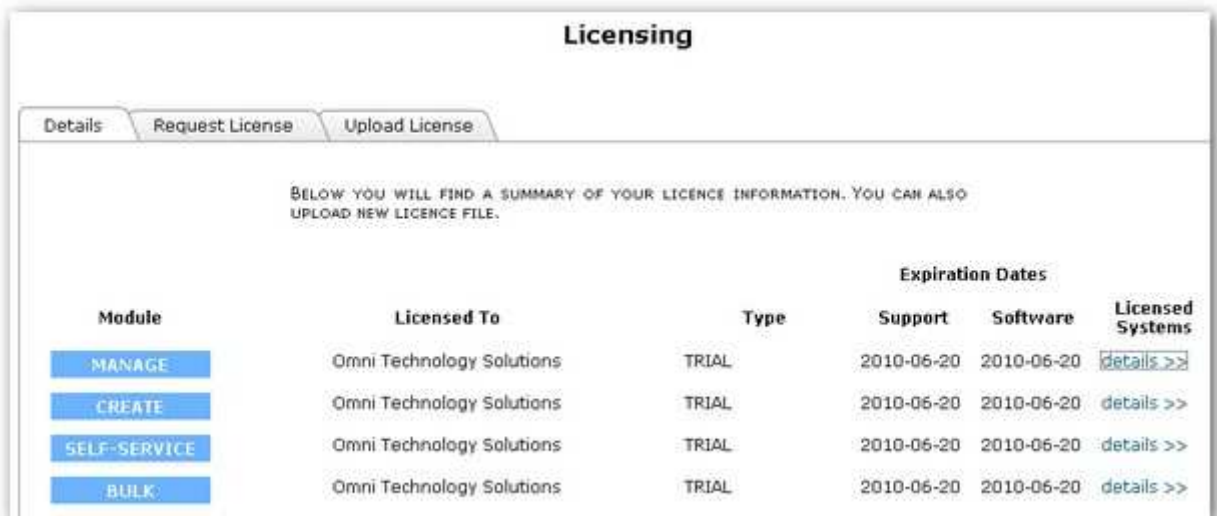 Licensing
Details Request License Upload License
BELOW YOU WILL FIND A SUMMARY OF YOUR LICENCE INFORMATION. YOU CAN ALSO
UPLOAD NEW LICENCE FILE.
Expiration Dates
Module Licensed To Type Support Software Licensed Systems
MANAGE Omni Technology Solutions TRIAL 2010-06-20 2010-06-20 details >>
CREATE Omni Technology Solutions TRIAL 2010-06-20 2010-06-20 details >>
SELF-SERVICE Omni Technology Solutions TRIAL 2010-06-20 2010-06-20 details >>
BULK Omni Technology Solutions TRIAL 2010-06-20 2010-06-20 details >>